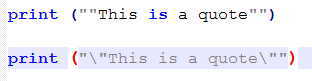 print (""This is a quote"")
print ("\"This is a quote\"")